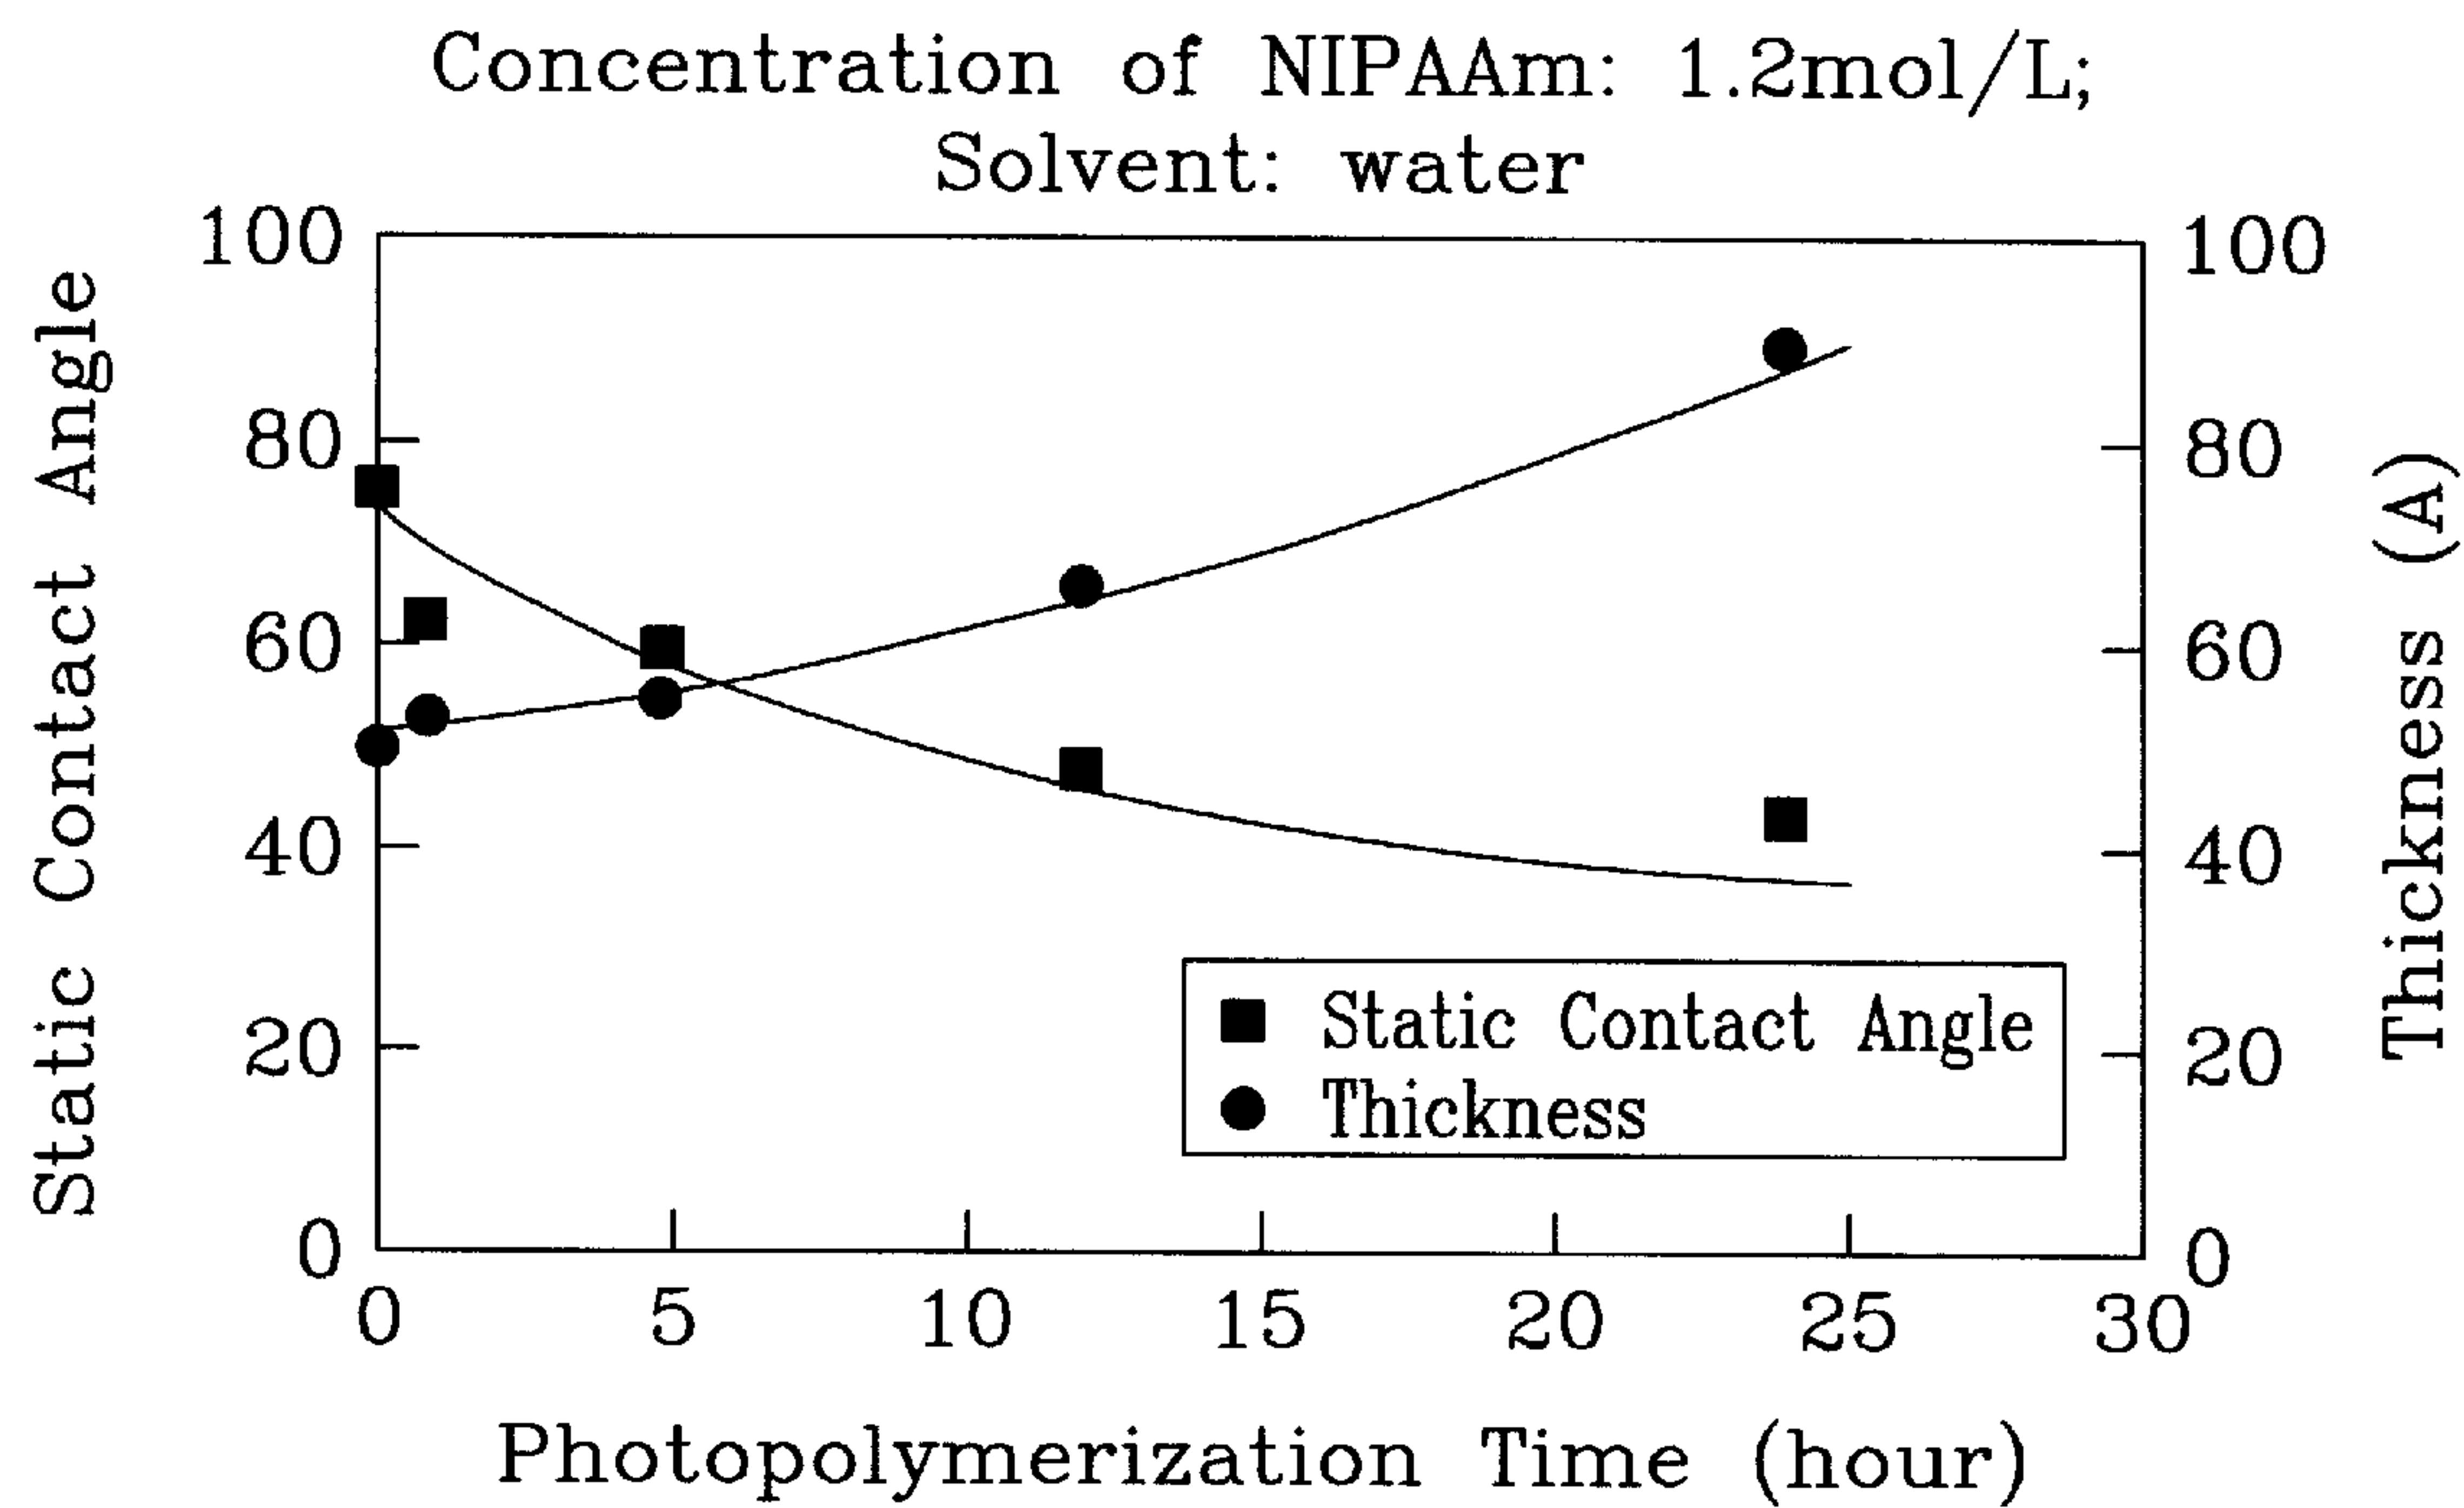 Concentration of NIPAAm: 1.2mol/L;
Solvent: water
Static Contact Angle
100
80
60
40
20
0
100
80
60
40
20
0
Thickness (A)
Static Contact Angle
Thickness
0 5 10 15 20 25 30
Photopolymerization Time (hour)